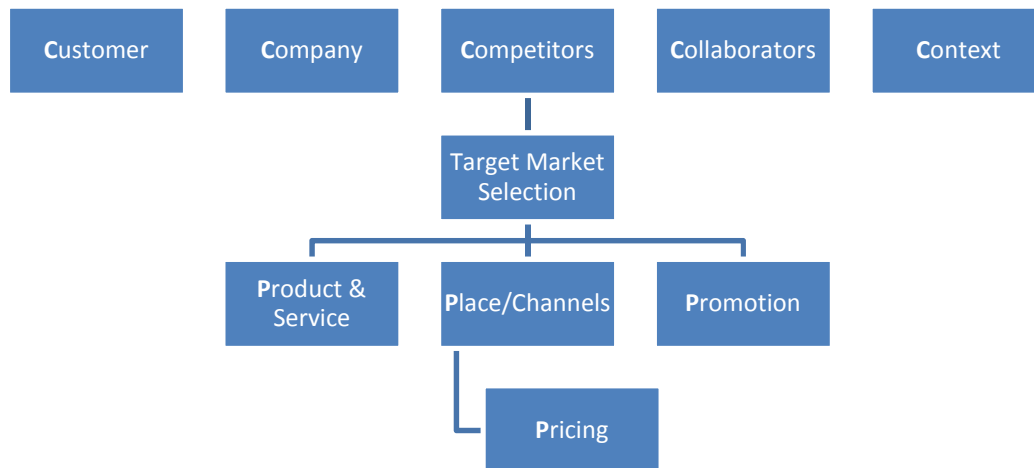 Customer
Company
Competitors
Collaborators
Context
Target Market
Selection
Product &
Service
Place/Channels
Promotion
Pricing